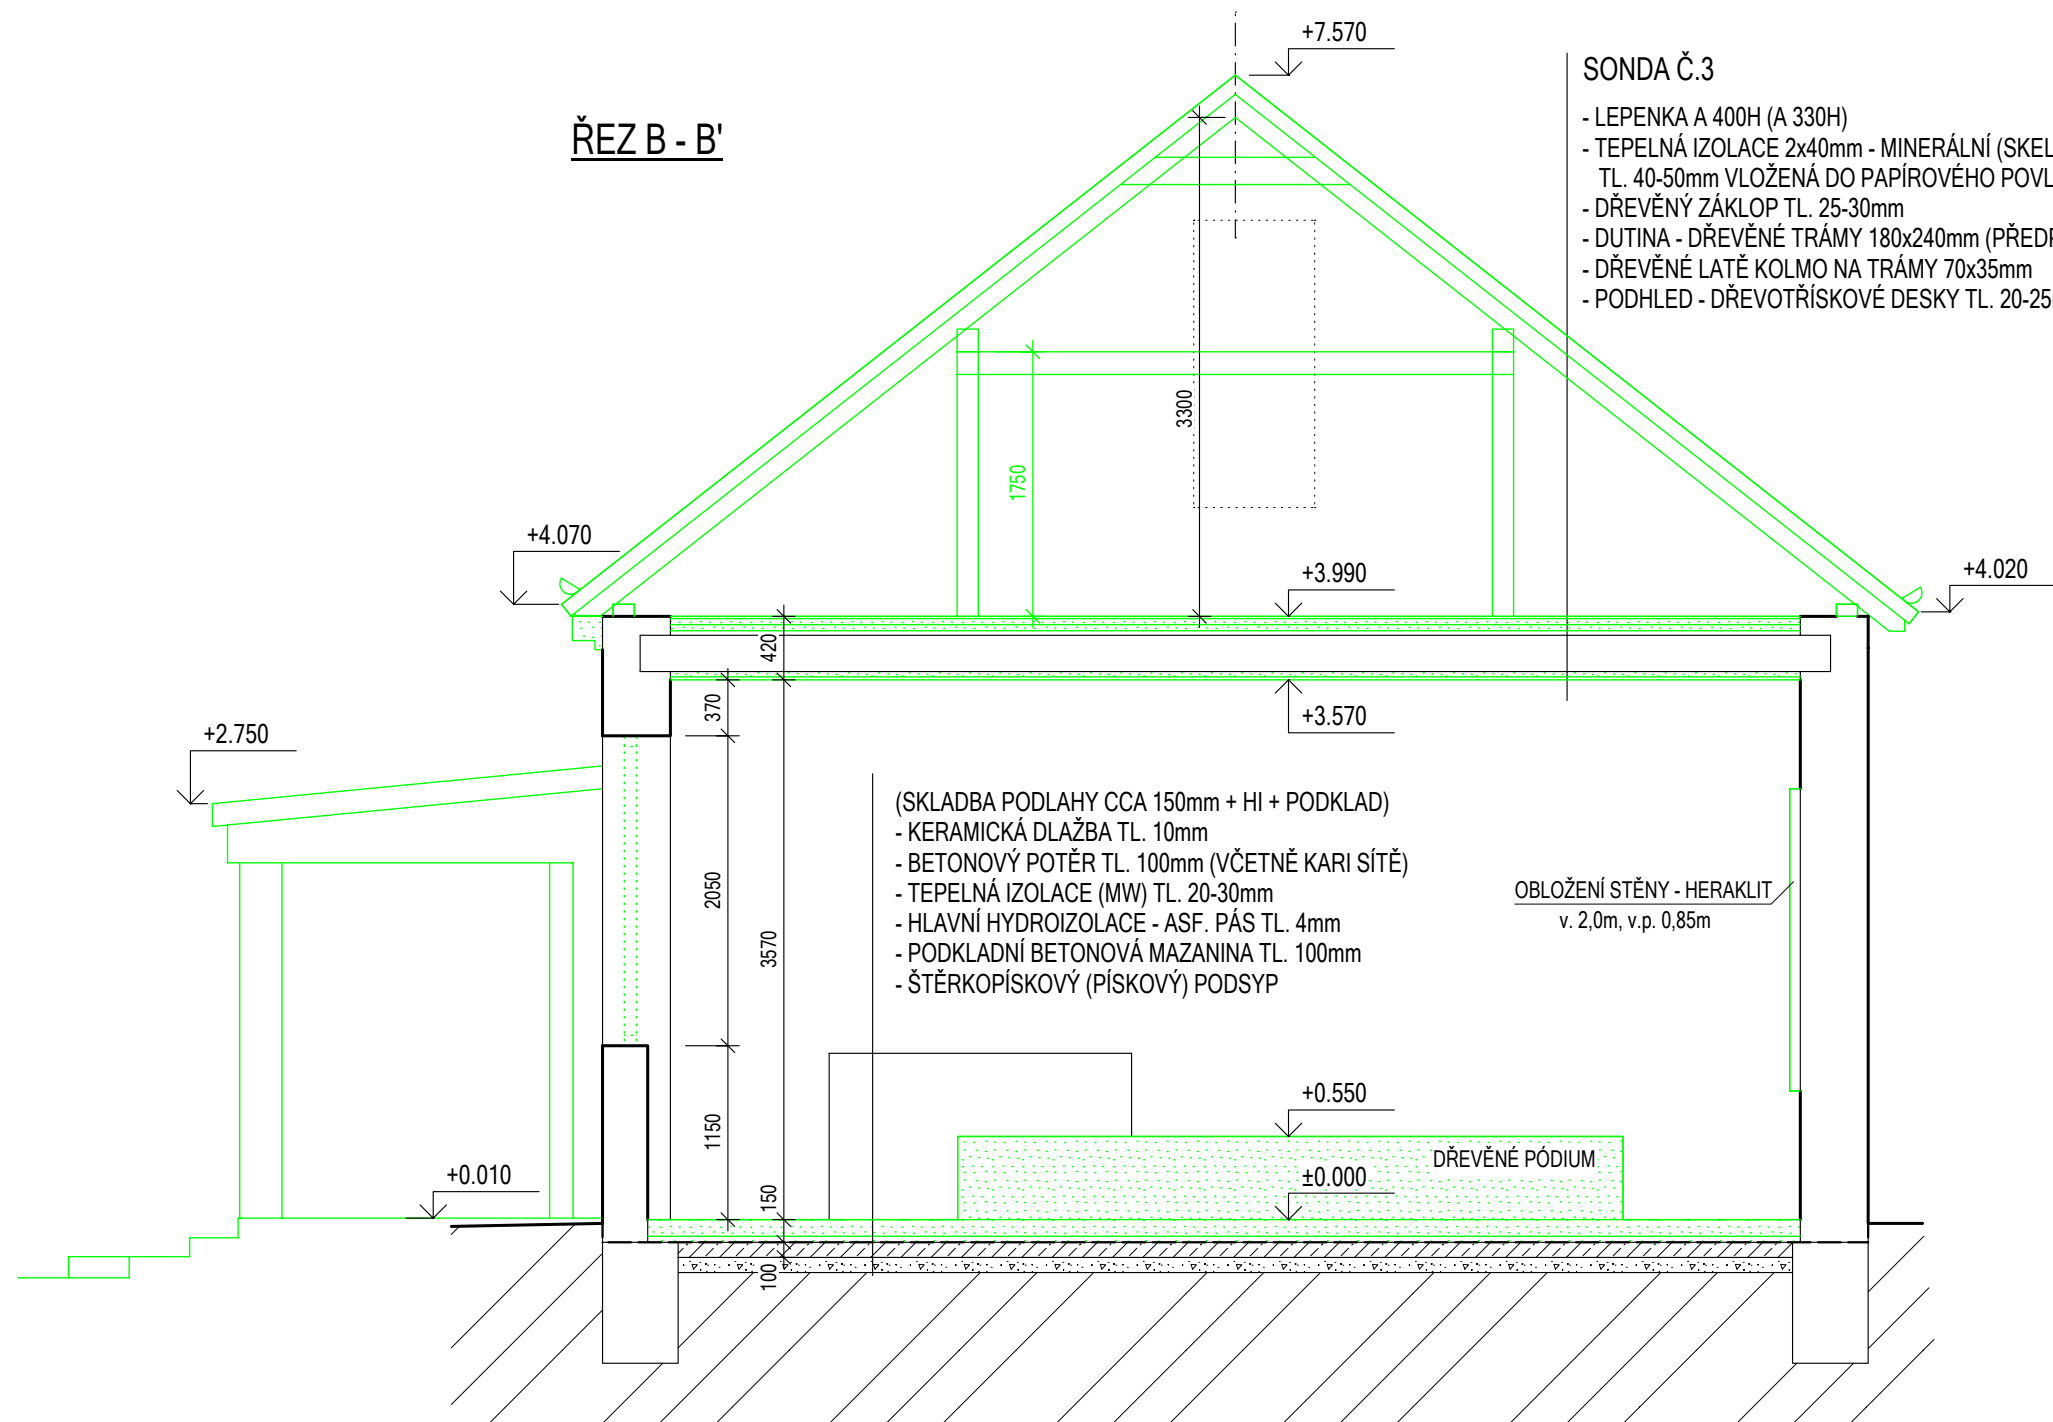 ŘEZ B - B'
+7.570
SONDA Č.3
- LEPENKA A 400H (A 330H)
- TEPELNÁ IZOLACE 2x40mm - MINERÁLNÍ (SKEL
TL. 40-50mm VLOŽENÁ DO PAPÍROVÉHO POVL
- DŘEVĚNÝ ZÁKLOP TL. 25-30mm
- DUTINA - DŘEVĚNÉ TRÁMY 180x240mm (PŘEDP
- DŘEVĚNÉ LATĚ KOLMO NA TRÁMY 70x35mm
- PODHLED - DŘEVOTŘÍSKOVÉ DESKY TL. 20-25
3300
1750
+4.070
+3.990
+4.020
420
370
+3.570
+2.750
(SKLADBA PODLAHY CCA 150mm + HI + PODKLAD)
- KERAMICKÁ DLAŽBA TL. 10mm
- BETONOVÝ POTĚR TL. 100mm (VČETNĚ KARI SÍTĚ)
- TEPELNÁ IZOLACE (MW) TL. 20-30mm
- HLAVNÍ HYDROIZOLACE - ASF. PÁS TL. 4mm
- PODKLADNÍ BETONOVÁ MAZANINA TL. 100mm
- ŠTĚRKOPÍSKOVÝ (PÍSKOVÝ) PODSYP
OBLOŽENÍ STĚNY - HERAKLIT
v. 2,0m, v.p. 0,85m
2050
3570
+0.550
1150
DŘEVĚNÉ PÓDIUM
+0.010
±0.000
150
100